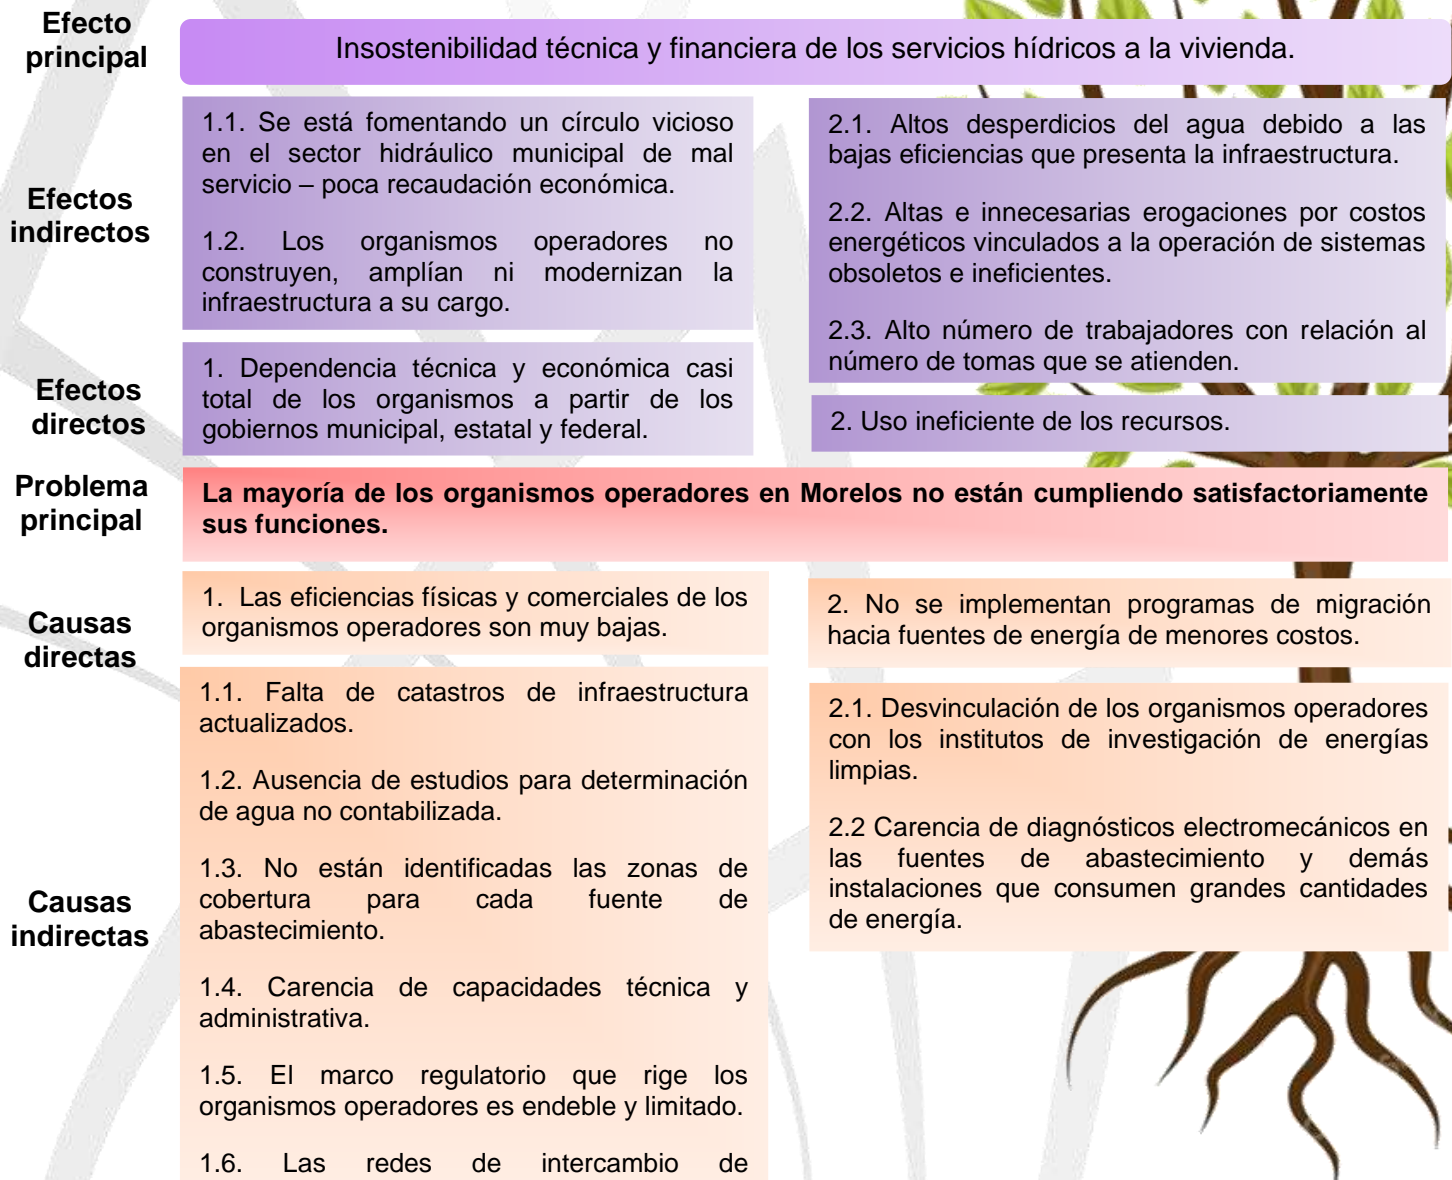 Efecto
principal
Insostenibilidad técnica y financiera de los servicios hídricos a la vivienda.
Efectos
indirectos
1.1. Se está fomentando un círculo vicioso
en el sector hidráulico municipal de mal
servicio – poca recaudación económica.
1.2. Los organismos operadores no
construyen, amplían ni modernizan la
infraestructura a su cargo.
2.1. Altos desperdicios del agua debido a las
bajas eficiencias que presenta la infraestructura.
2.2. Altas e innecesarias erogaciones por costos
energéticos vinculados a la operación de sistemas
obsoletos e ineficientes.
2.3. Alto número de trabajadores con relación al
número de tomas que se atienden.
Efectos
directos
1. Dependencia técnica y económica casi
total de los organismos a partir de los
gobiernos municipal, estatal y federal.
2. Uso ineficiente de los recursos.
Problema
principal
La mayoría de los organismos operadores en Morelos no están cumpliendo satisfactoriamente
sus funciones.
Causas
directas
1. Las eficiencias físicas y comerciales de los
organismos operadores son muy bajas.
2. No se implementan programas de migración
hacia fuentes de energía de menores costos.
Causas
indirectas
1.1. Falta de catastros de infraestructura
actualizados.
1.2. Ausencia de estudios para determinación
de agua no contabilizada.
1.3. No están identificadas las zonas de
cobertura para cada fuente de
abastecimiento.
1.4. Carencia de capacidades técnica y
administrativa.
1.5. El marco regulatorio que rige los
organismos operadores es endeble y limitado.
1.6. Las redes de intercambio de
2.1. Desvinculación de los organismos operadores
con los institutos de investigación de energías
limpias.
2.2 Carencia de diagnósticos electromecánicos en
las fuentes de abastecimiento y demás
instalaciones que consumen grandes cantidades
de energía.